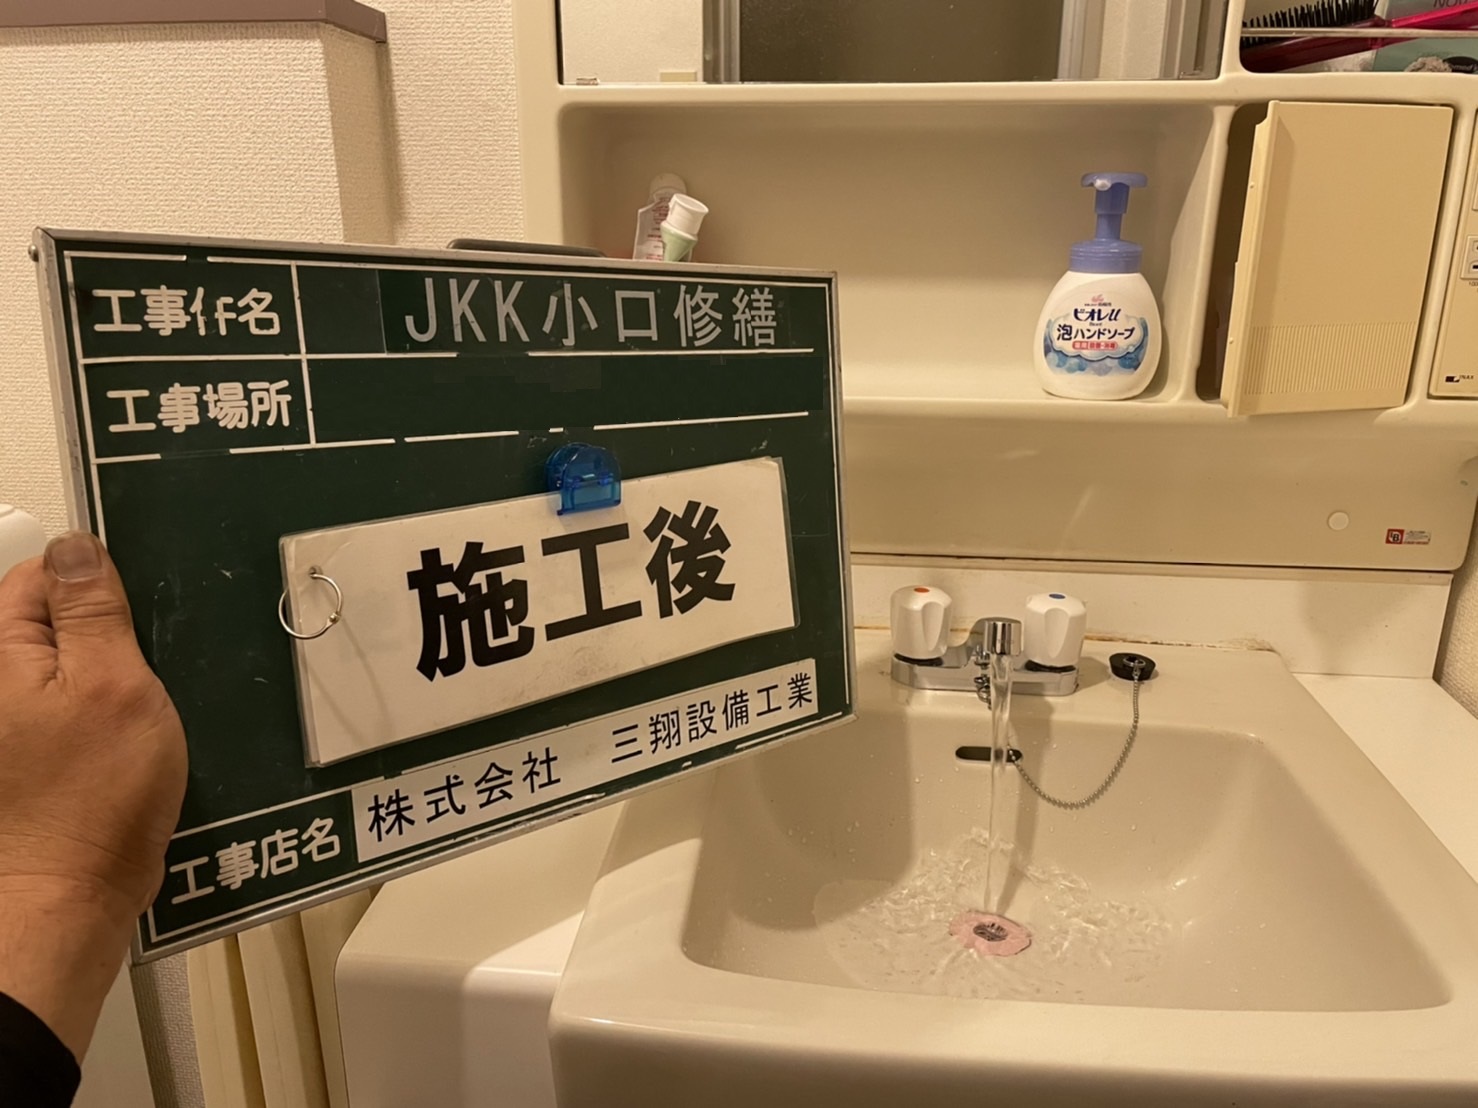 工事件名
JKK小口修繕
工事場所
施工後
工事店名
株式会社 三翔設備工業
ビオレu
泡ハンドソープ